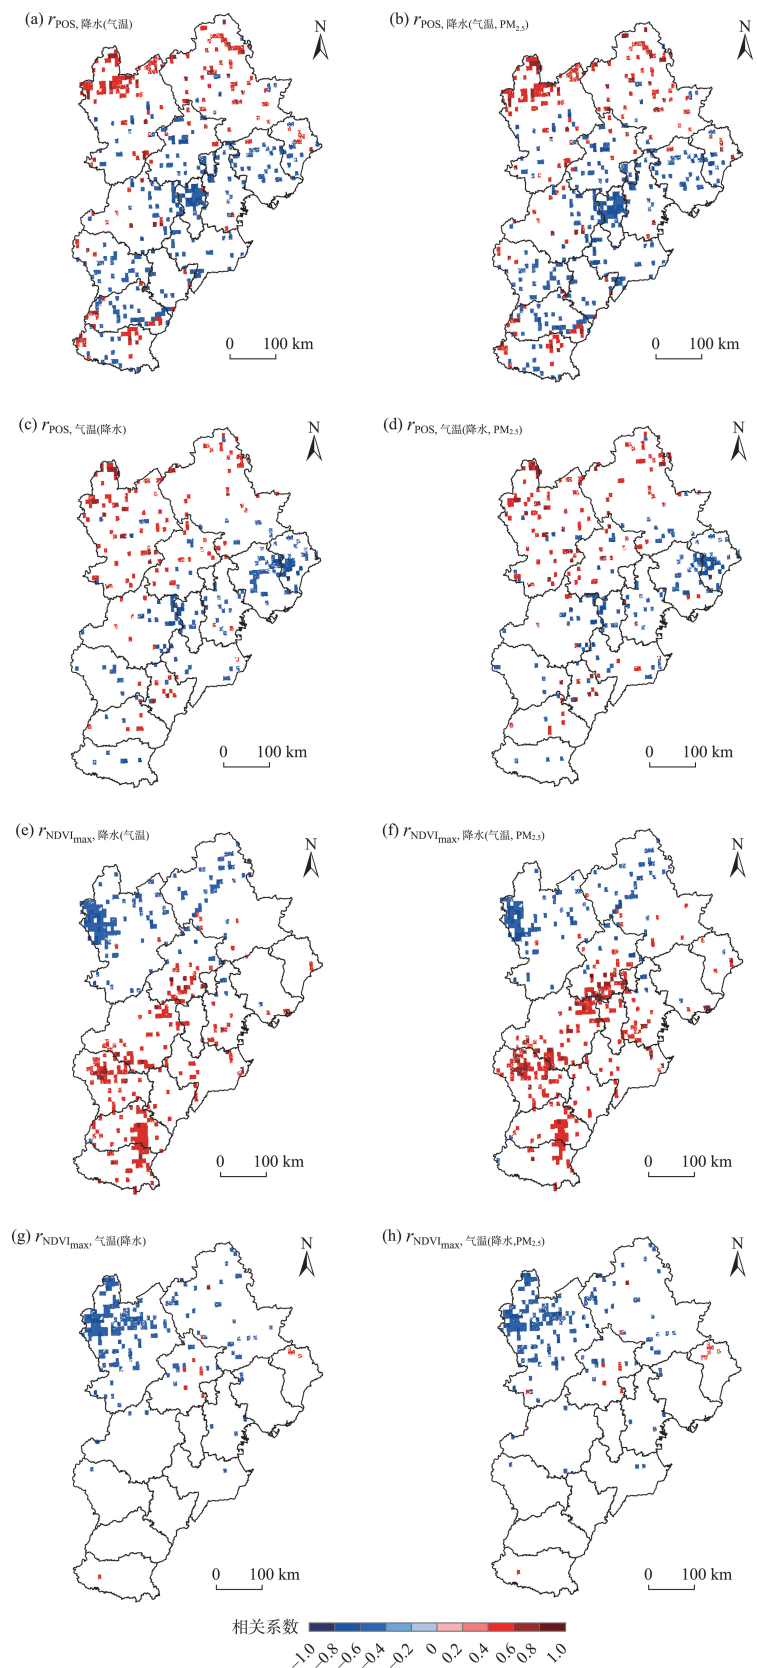 (a) rPOS, 降水(气温)
N
0 100 km
(b) rPOS, 降水(气温, PM2.5)
N
0 100 km
(c) rPOS, 气温(降水)
N
0 100 km
(d) rPOS, 气温(降水, PM2.5)
N
0 100 km
(e) rNDVImax, 降水(气温)
N
0 100 km
(f) rNDVImax, 降水(气温, PM2.5)
N
0 100 km
(g) rNDVImax, 气温(降水)
N
0 100 km
(h) rNDVImax, 气温(降水,PM2.5)
N
0 100 km
相关系数
–1.0 –0.8 –0.6 –0.4 –0.2 0 0.2 0.4 0.6 0.8 1.0